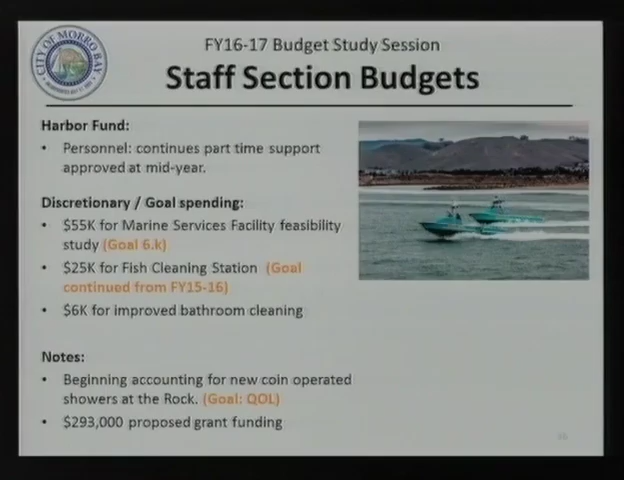 FY16-17 Budget Study Session
Staff Section Budgets
CITY OF MORRO BAY
Harbor Fund:
• Personnel: continues part time support
approved at mid-year.
Discretionary / Goal spending:
• $55K for Marine Services Facility feasibility
study (Goal 6.k)
• $25K for Fish Cleaning Station (Goal
continued from FY15-16)
• $6K for improved bathroom cleaning
Notes:
• Beginning accounting for new coin operated
showers at the Rock. (Goal: QOL)
• $293,000 proposed grant funding